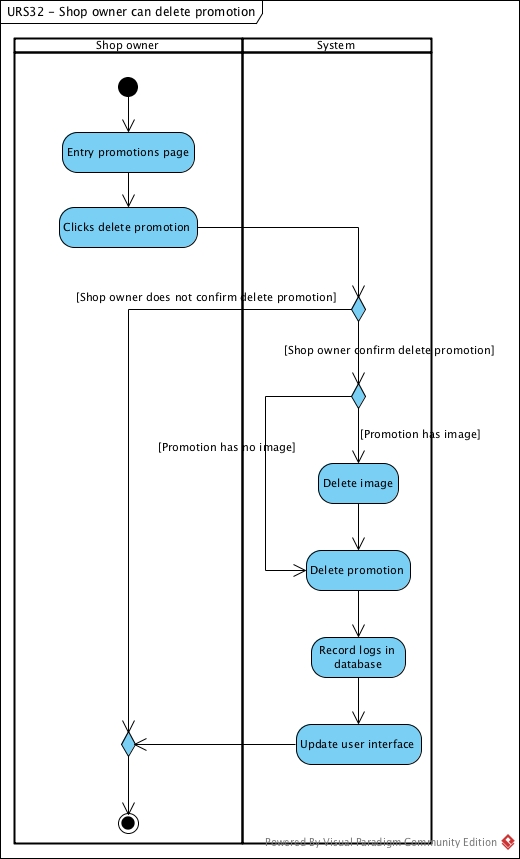 URS32 – Shop owner can delete promotion
Shop owner
System
Entry promotions page
Clicks delete promotion
[Shop owner does not confirm delete promotion]
[Shop owner confirm delete promotion]
[Promotion has image]
[Promotion has no image]
Delete image
Delete promotion
Record logs in
database
Update user interface
Powered By Visual Paradigm Community Edition